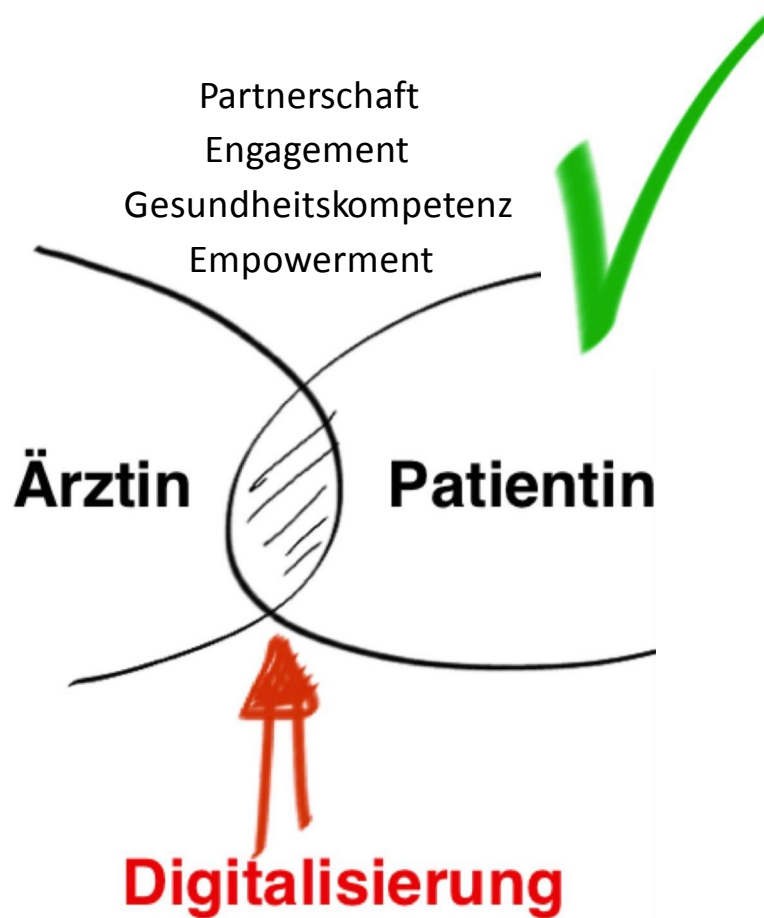 Partnerschaft
Engagement
Gesundheitskompetenz
Empowerment
Ärztin Patientin
Digitalisierung